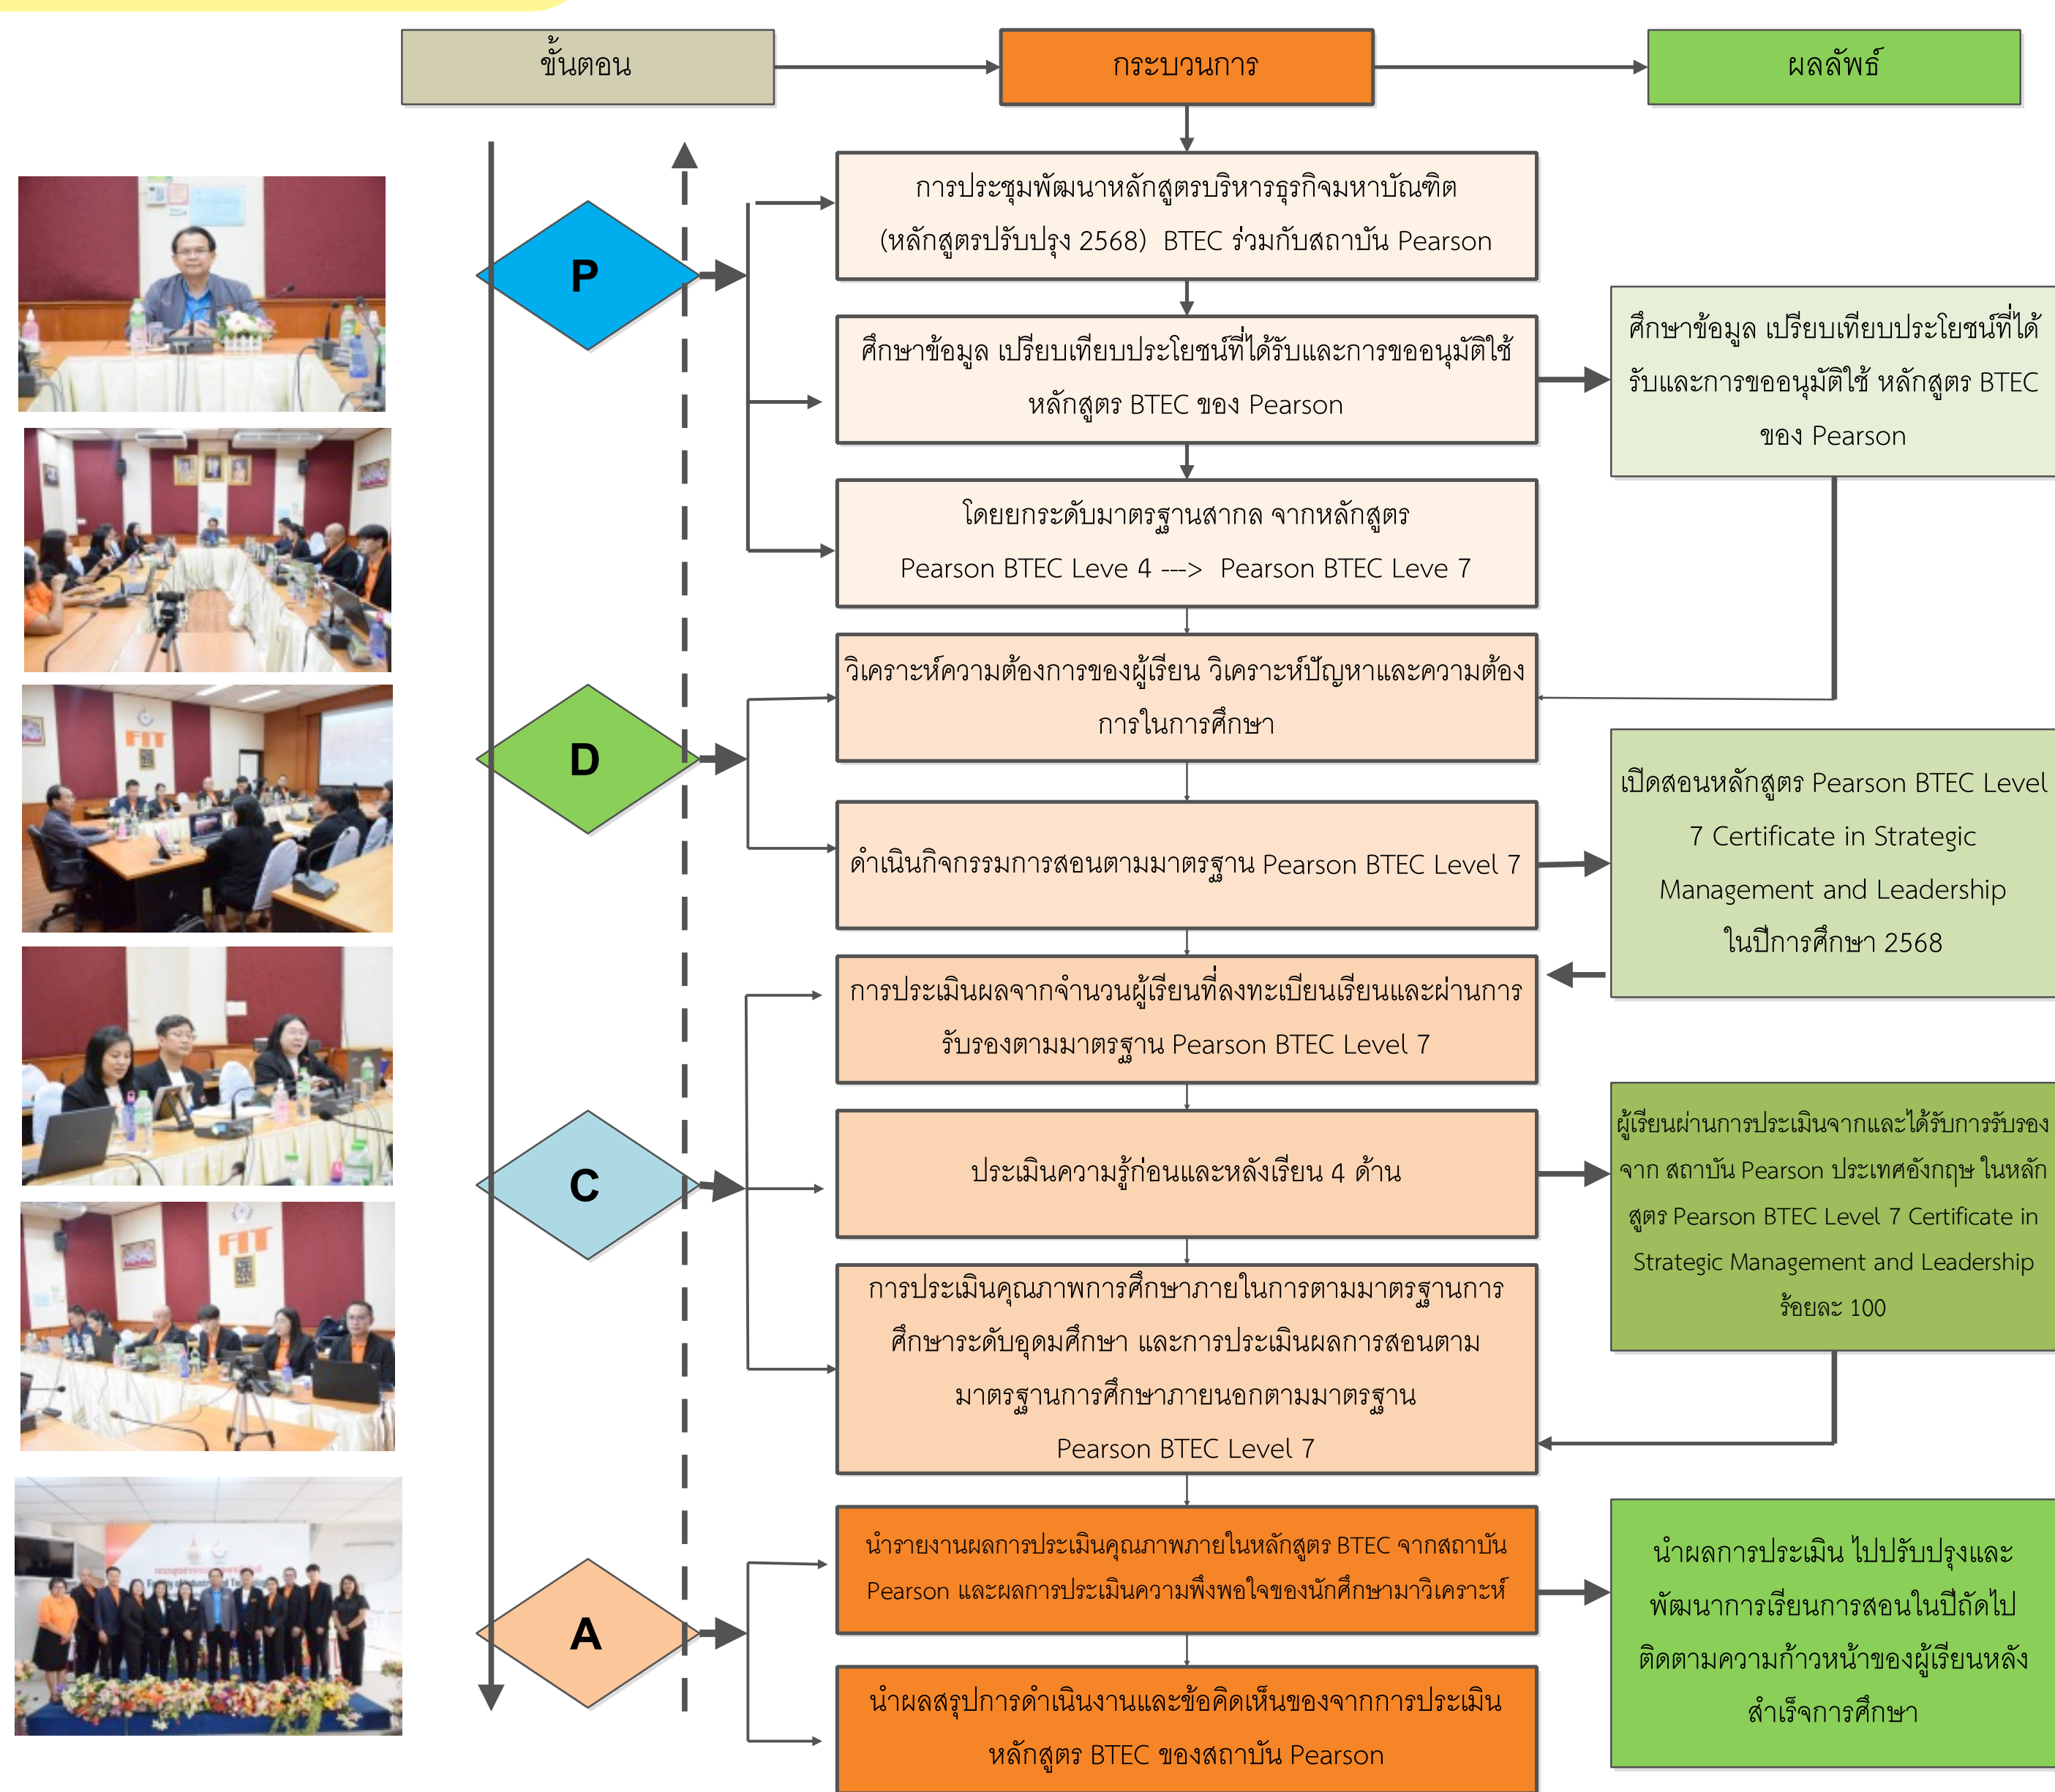 ขั้นตอน
กระบวนการ
ผลลัพธ์
P
การประชุมพัฒนาหลักสูตรบริหารธุรกิจมหาบัณฑิต
(หลักสูตรปรับปรุง 2568) BTEC ร่วมกับสถาบัน Pearson
ศึกษาข้อมูล เปรียบเทียบประโยชน์ที่ได้รับและการขออนุมัติใช้
หลักสูตร BTEC ของ Pearson
ศึกษาข้อมูล เปรียบเทียบประโยชน์ที่ได้
รับและการขออนุมัติใช้ หลักสูตร BTEC
ของ Pearson
โดยยกระดับมาตรฐานสากล จากหลักสูตร
Pearson BTEC Leve 4 ---> Pearson BTEC Leve 7
D
วิเคราะห์ความต้องการของผู้เรียน วิเคราะห์ปัญหาและความต้อง
การในการศึกษา
ดำเนินกิจกรรมการสอนตามมาตรฐาน Pearson BTEC Level 7
เปิดสอนหลักสูตร Pearson BTEC Level
7 Certificate in Strategic
Management and Leadership
ในปีการศึกษา 2568
C
การประเมินผลจากจำนวนผู้เรียนที่ลงทะเบียนเรียนและผ่านการ
รับรองตามมาตรฐาน Pearson BTEC Level 7
ประเมินความรู้ก่อนและหลังเรียน 4 ด้าน
ผู้เรียนผ่านการประเมินจากและได้รับการรับรอง
จาก สถาบัน Pearson ประเทศอังกฤษ ในหลัก
สูตร Pearson BTEC Level 7 Certificate in
Strategic Management and Leadership
ร้อยละ 100
การประเมินคุณภาพการศึกษาภายในการตามมาตรฐานการ
ศึกษาระดับอุดมศึกษา และการประเมินผลการสอนตาม
มาตรฐานการศึกษาภายนอกตามมาตรฐาน
Pearson BTEC Level 7
A
นำรายงานผลการประเมินคุณภาพภายในหลักสูตร BTEC จากสถาบัน
Pearson และผลการประเมินความพึงพอใจของนักศึกษามาวิเคราะห์
นำผลสรุปการดำเนินงานและข้อคิดเห็นของจากการประเมิน
หลักสูตร BTEC ของสถาบัน Pearson
นำผลการประเมิน ไปปรับปรุงและ
พัฒนาการเรียนการสอนในปีถัดไป
ติดตามความก้าวหน้าของผู้เรียนหลัง
สำเร็จการศึกษา
FIT
FIT